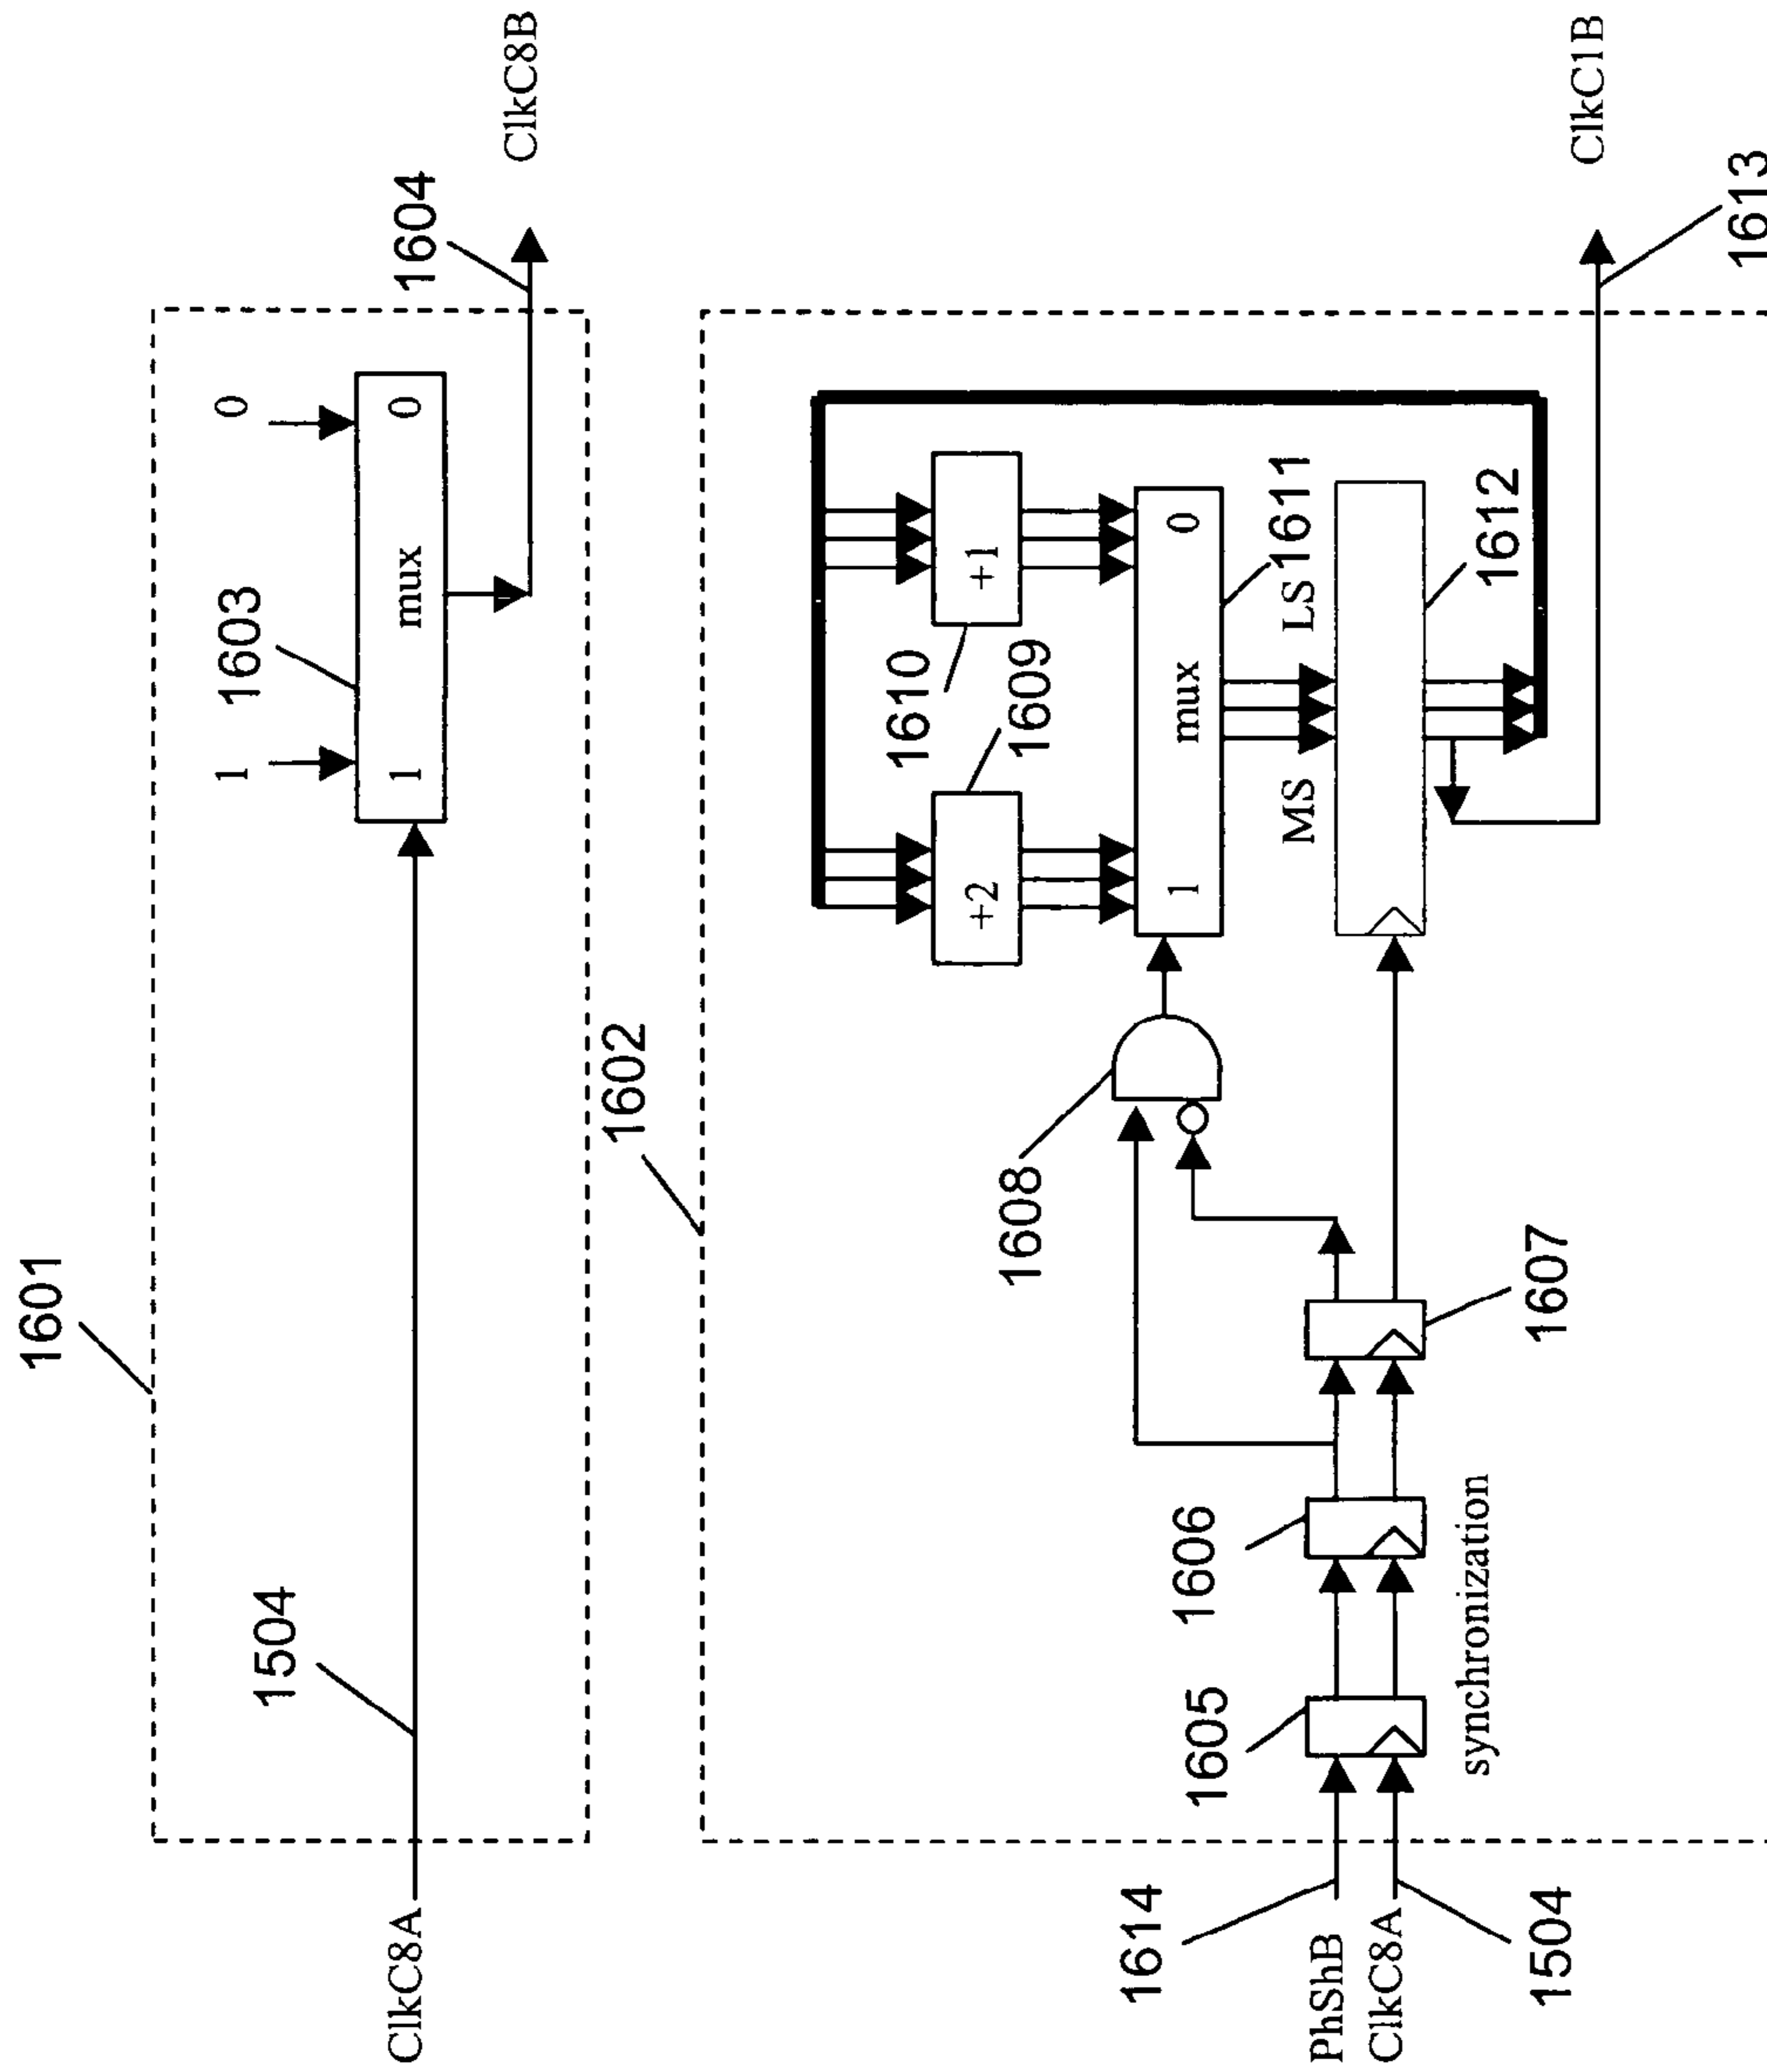 1601
ClkC8A
1504
1603
1
0
1
mux
0
1604
ClkC8B
1602
1608
1610
1609
+2
+1
1
mux
0
1611
MS
LS
1612
1614
PhShB
ClkC8A
1504
1605
1606
synchronization
1607
ClkC1B
1613